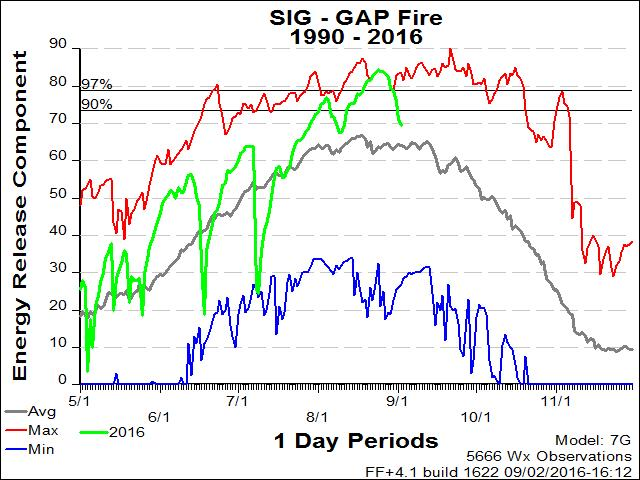 SIG - GAP Fire
1990 - 2016
Energy Release Component
90
80
97%
90%
70
60
50
40
30
20
10
0
5/1 6/1 7/1 8/1 9/1 10/1 11/1
Avg
Max 2016
Min
1 Day Periods
Model: 7G
5666 Wx Observations
FF+4.1 build 1622 09/02/2016-16:12